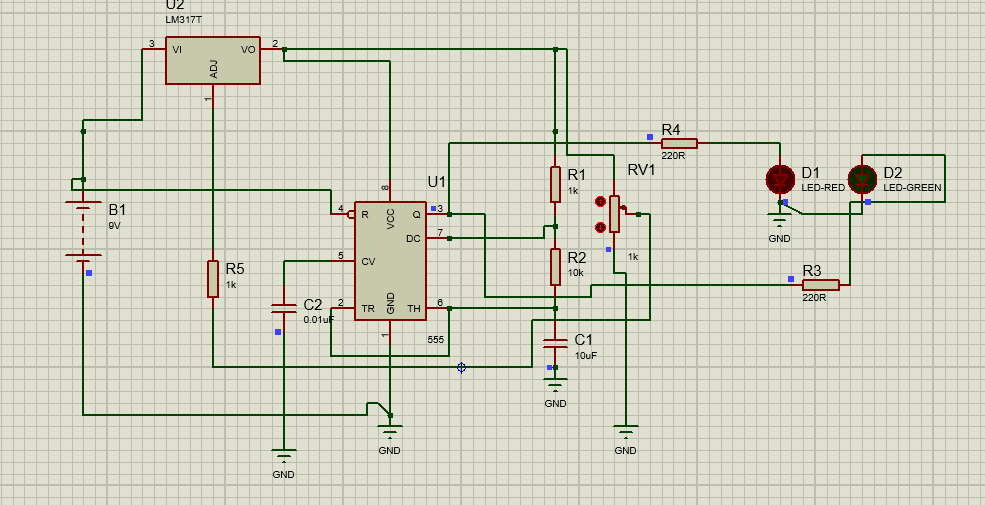 U2
LM317T
3
VI
VO
2
ADJ
1
R4
220R
D1
LED-RED
D2
LED-GREEN
GND
R1
1k
RV1
1k
U1
8
4
R
VCC
Q
3
DC
7
5
CV
2
TR
GND
TH
6
1
555
B1
9V
R5
1k
C2
0.01uF
R2
10k
R3
220R
C1
10uF
GND
GND
GND
GND